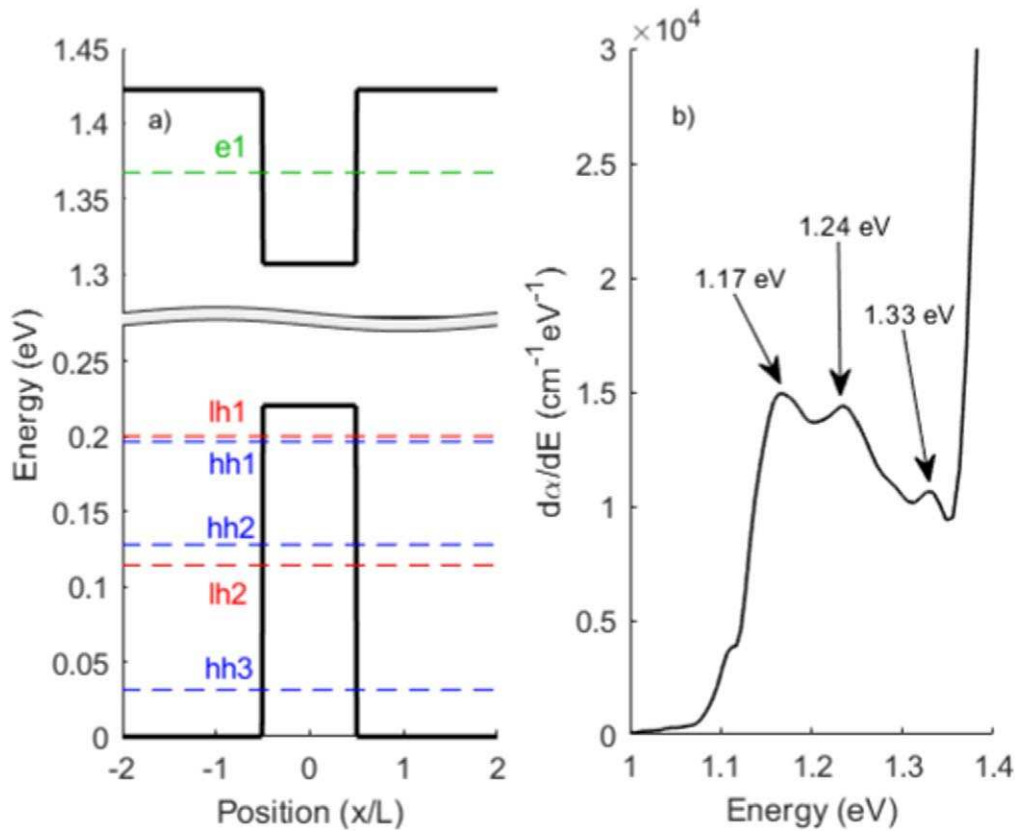 a)
Energy (eV)
1.45
1.4
1.35
1.3
0.25
0.2
0.15
0.1
0.05
0
e1
lh1
hh1
hh2
lh2
hh3
-2
-1
0
1
2
Position (x/L)
×10⁴
b)
dα/dE (cm⁻¹eV⁻¹)
3
2.5
2
1.5
1
0.5
0
1.17 eV
1.24 eV
1.33 eV
1
1.1
1.2
1.3
1.4
Energy (eV)